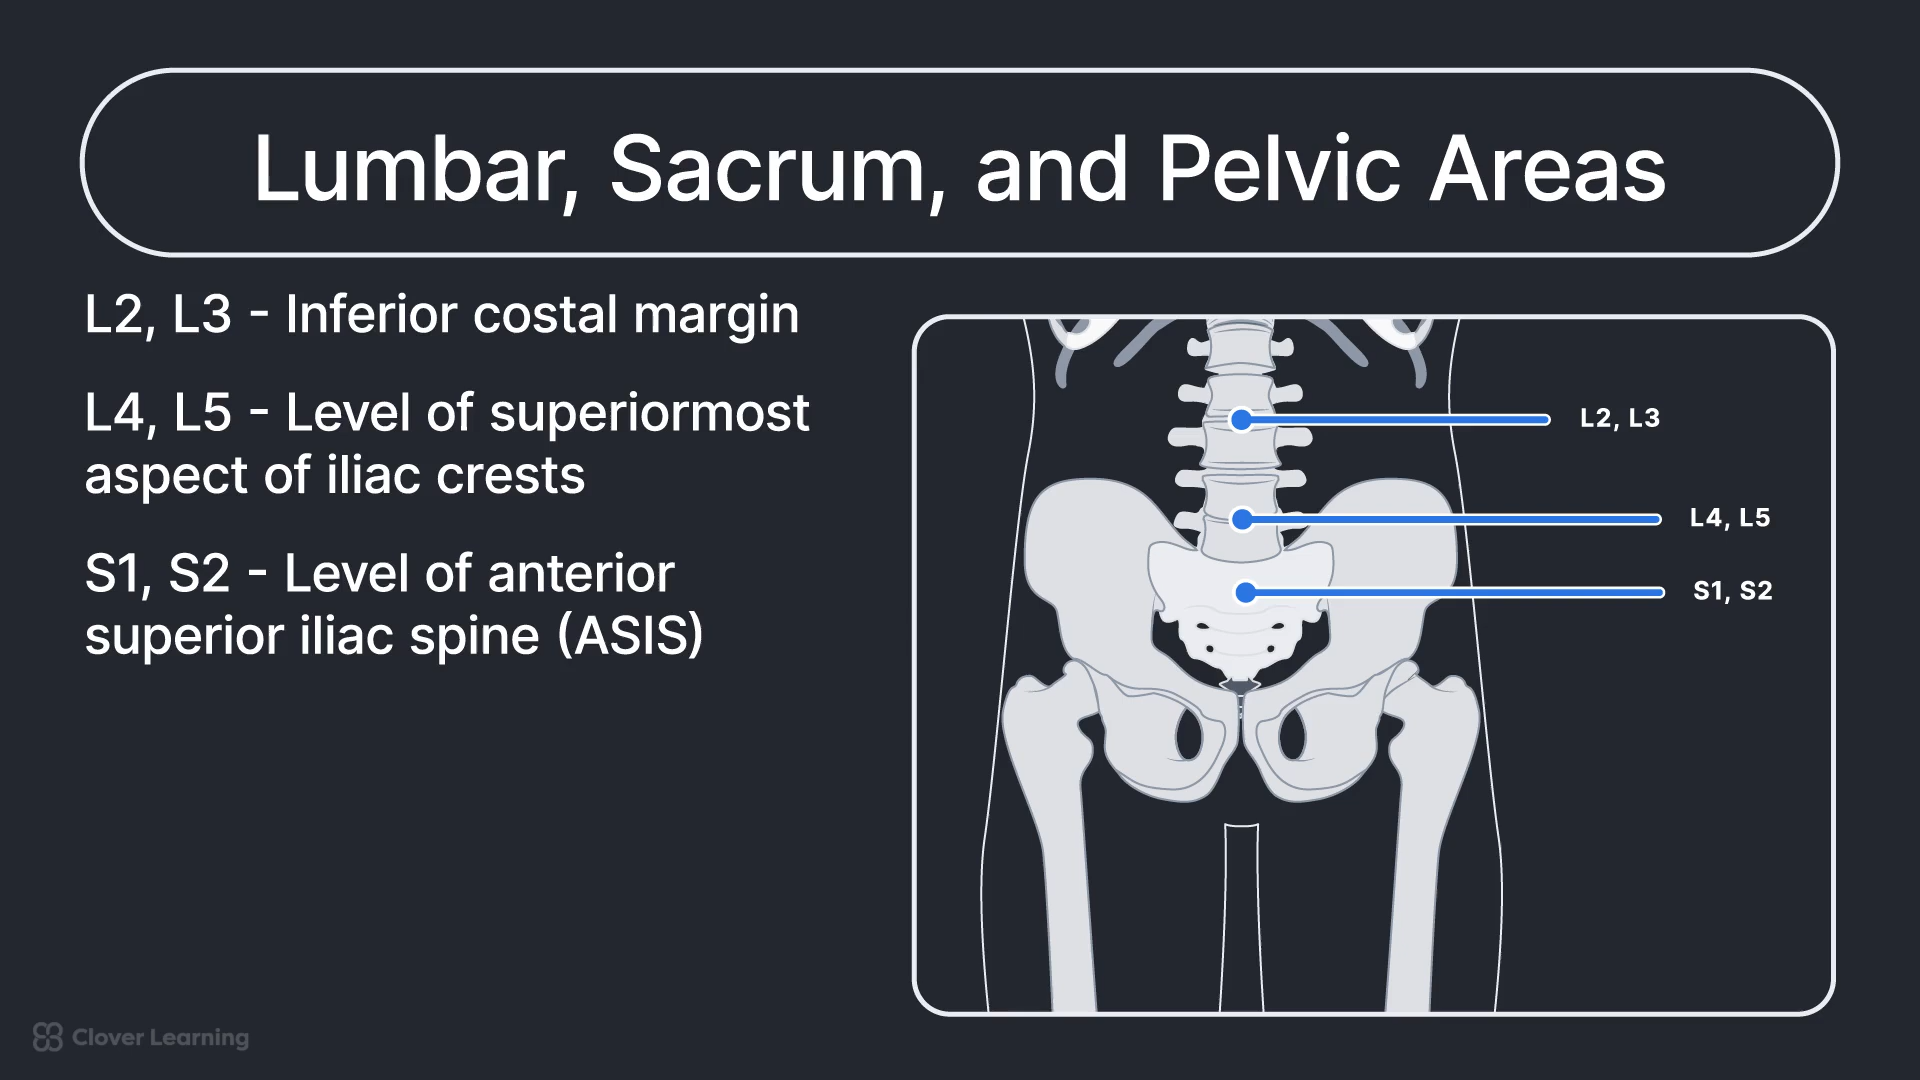 Lumbar, Sacrum, and Pelvic Areas
L2, L3 - Inferior costal margin
L4, L5 - Level of superiormost
aspect of iliac crests
S1, S2 - Level of anterior
superior iliac spine (ASIS)
L2, L3
L4, L5
S1, S2
Clover Learning